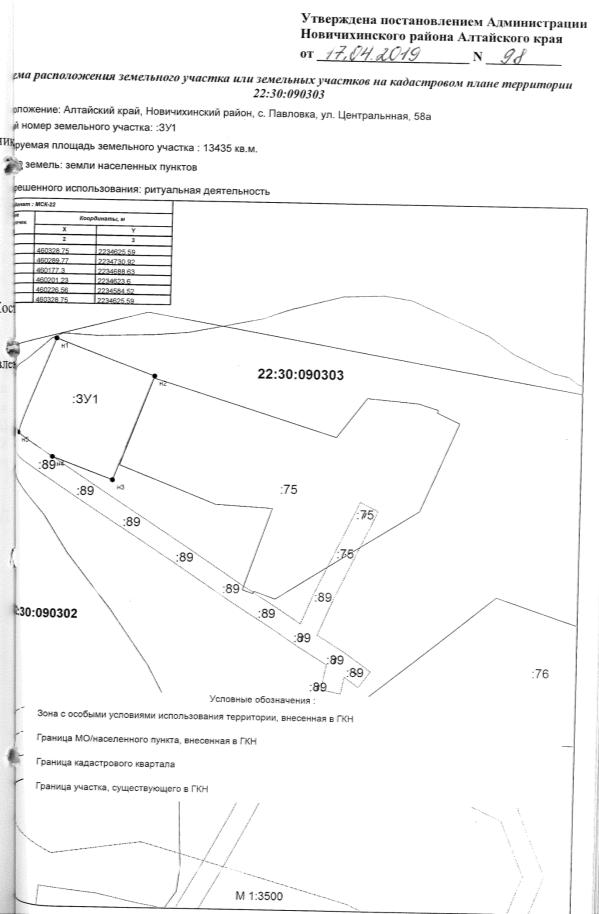 Утверждена постановлением Администрации
Новичихинского района Алтайского края
от 17.04.2019 N 98
ема расположения земельного участка или земельных участков на кадастровом плане территории
22:30:090303
оложение: Алтайский край, Новичихинский район, с. Павловка, ул. Центральнная, 58а
й номер земельного участка: :ЗУ1
ируемая площадь земельного участка : 13435 кв.м.
земель: земли населенных пунктов
решенного использования: ритуальная деятельность
МСК-22
Координаты, м
X Y
2 3
460328.75 2234625.59
460289.77 2234730.92
460177.3 2234688.63
460201.23 2234623.6
460226.56 2234584.52
460328.75 2234625.59
н1
н2
22:30:090303
:ЗУ1
н5
:89 н4
:89
н3
:75
:89
:75
:89
:75
:89
:89
:89
:30:090302
:89
:89
:89
:76
:89
Условные обозначения :
Зона с особыми условиями использования территории, внесенная в ГКН
Граница МО/населенного пункта, внесенная в ГКН
Граница кадастрового квартала
Граница участка, существующего в ГКН
М 1:3500